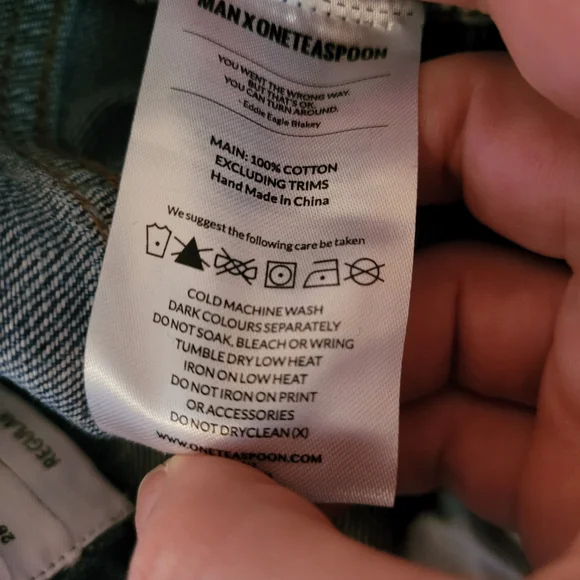 MAN X ONETEASPOON
YOU WENT THE WRONG WAY.
BUT THAT'S OK.
YOU CAN TURN AROUND.
- Eddie Eagle Blakey
MAIN: 100% COTTON
EXCLUDING TRIMS
Hand Made In China
We suggest the following care be taken
COLD MACHINE WASH
DARK COLOURS SEPARATELY
DO NOT SOAK, BLEACH OR WRING
TUMBLE DRY LOW HEAT
IRON ON LOW HEAT
DO NOT IRON ON PRINT
OR ACCESSORIES
DO NOT DRYCLEAN (X)
WWW.ONETEASPOON.COM
REGULAR